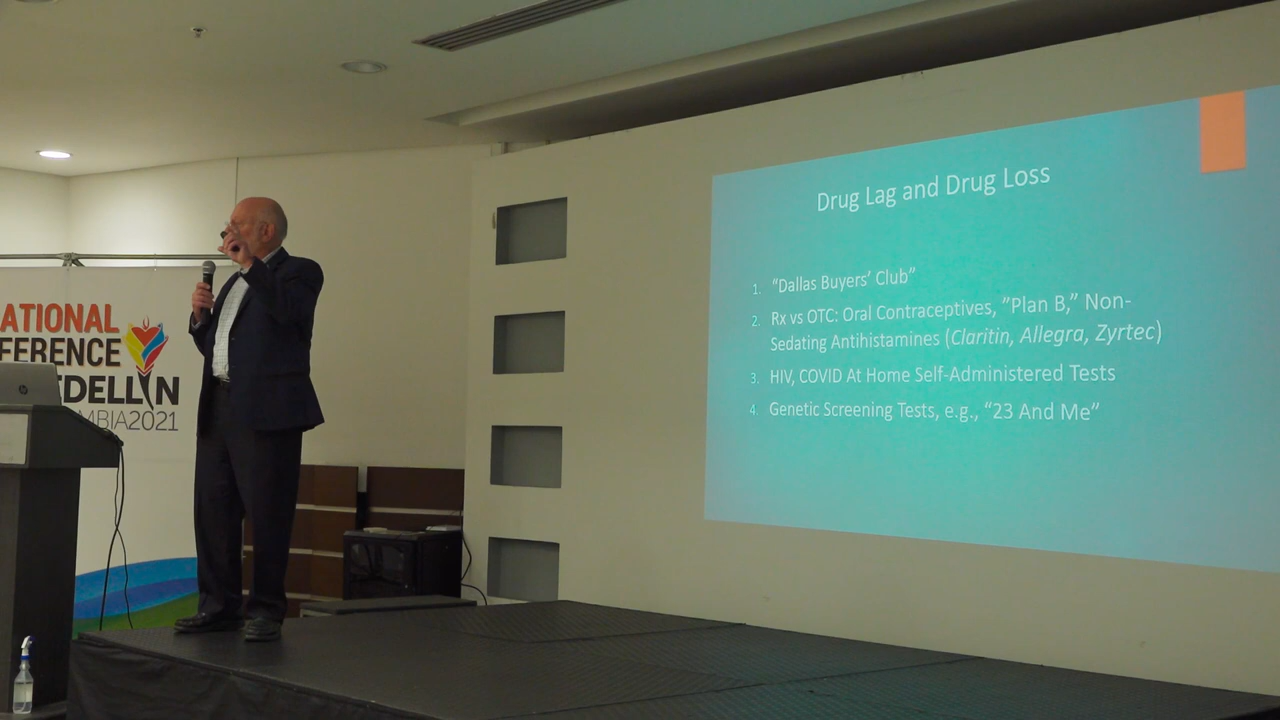 ATIONAL
FERENCE
EDELLIN
MBIA2021
hp
Drug Lag and Drug Loss
1. "Dallas Buyers' Club"
2. Rx vs OTC: Oral Contraceptives, "Plan B," Non-
Sedating Antihistamines (Claritin, Allegra, Zyrtec)
3. HIV, COVID At Home Self-Administered Tests
4. Genetic Screening Tests, e.g., "23 And Me"